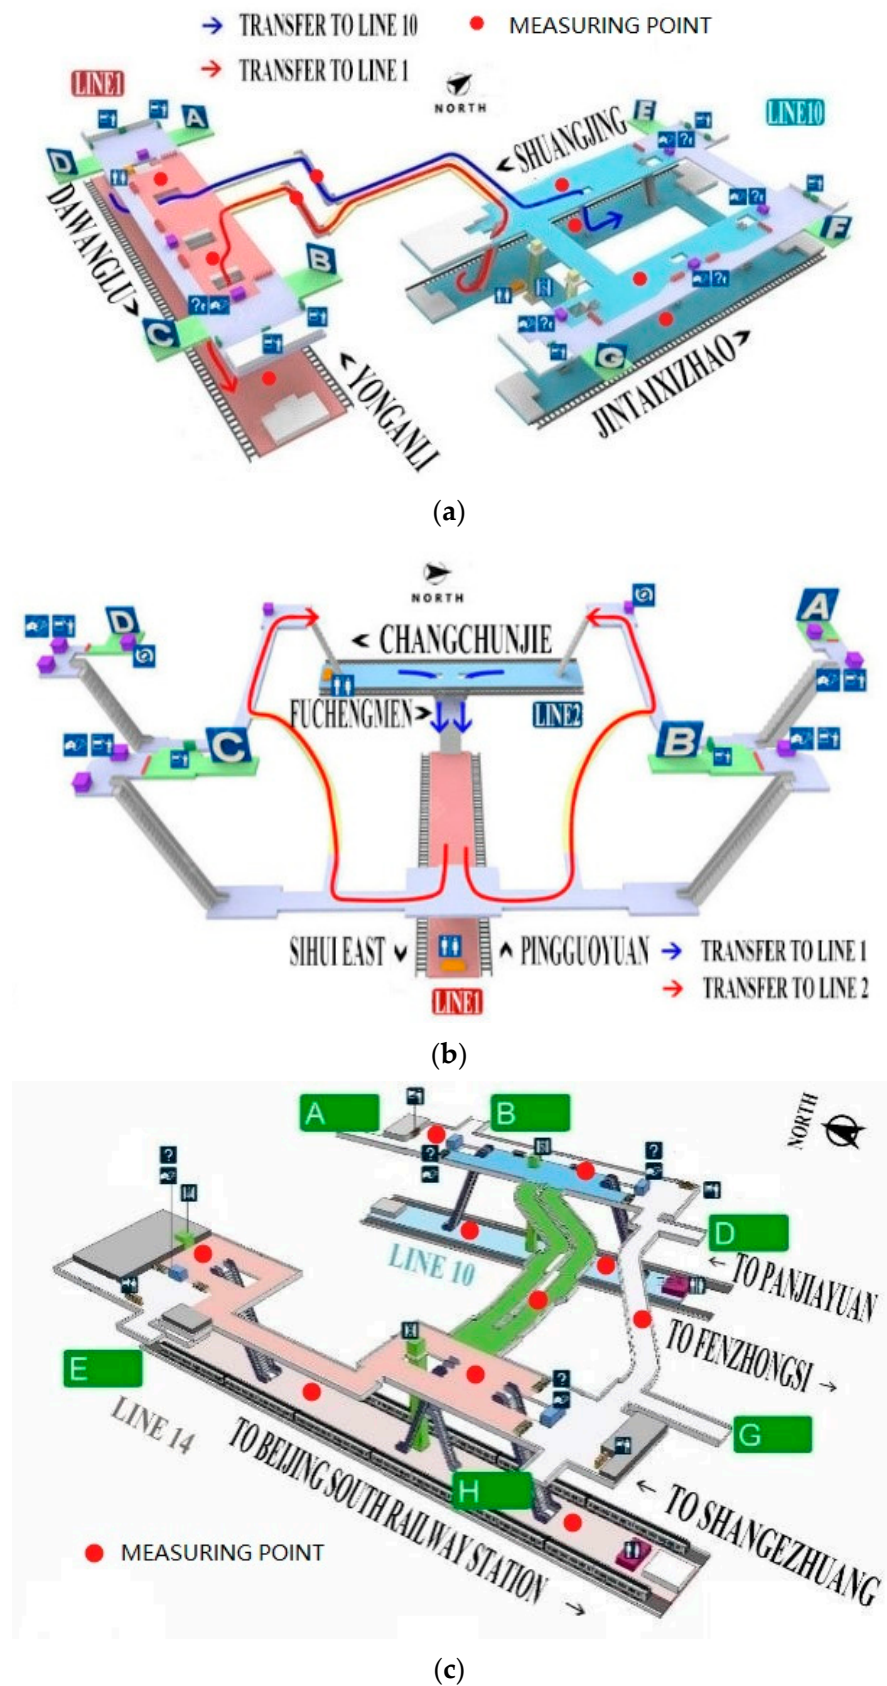 TRANSFER TO LINE 10
MEASURING POINT
TRANSFER TO LINE 1
LINE1
NORTH
LINE10
SHUANGJING
A
E
D
DAWANGLU
B
F
C
YONGANLI
G
JINTAIXIZHAO
(a)
NORTH
D
A
CHANGCHUNJIE
FUCHENGMEN
LINE2
C
B
SIHUI EAST
PINGGUOYUAN
TRANSFER TO LINE 1
TRANSFER TO LINE 2
LINE1
(b)
A
B
NORTH
?
?
?
D
LINE 10
TO PANJIAYUAN
TO FENZHONGSI
E
?
LINE 14
G
TO BEIJING SOUTH RAILWAY STATION
H
TO SHANGEZHUANG
MEASURING POINT
(c)